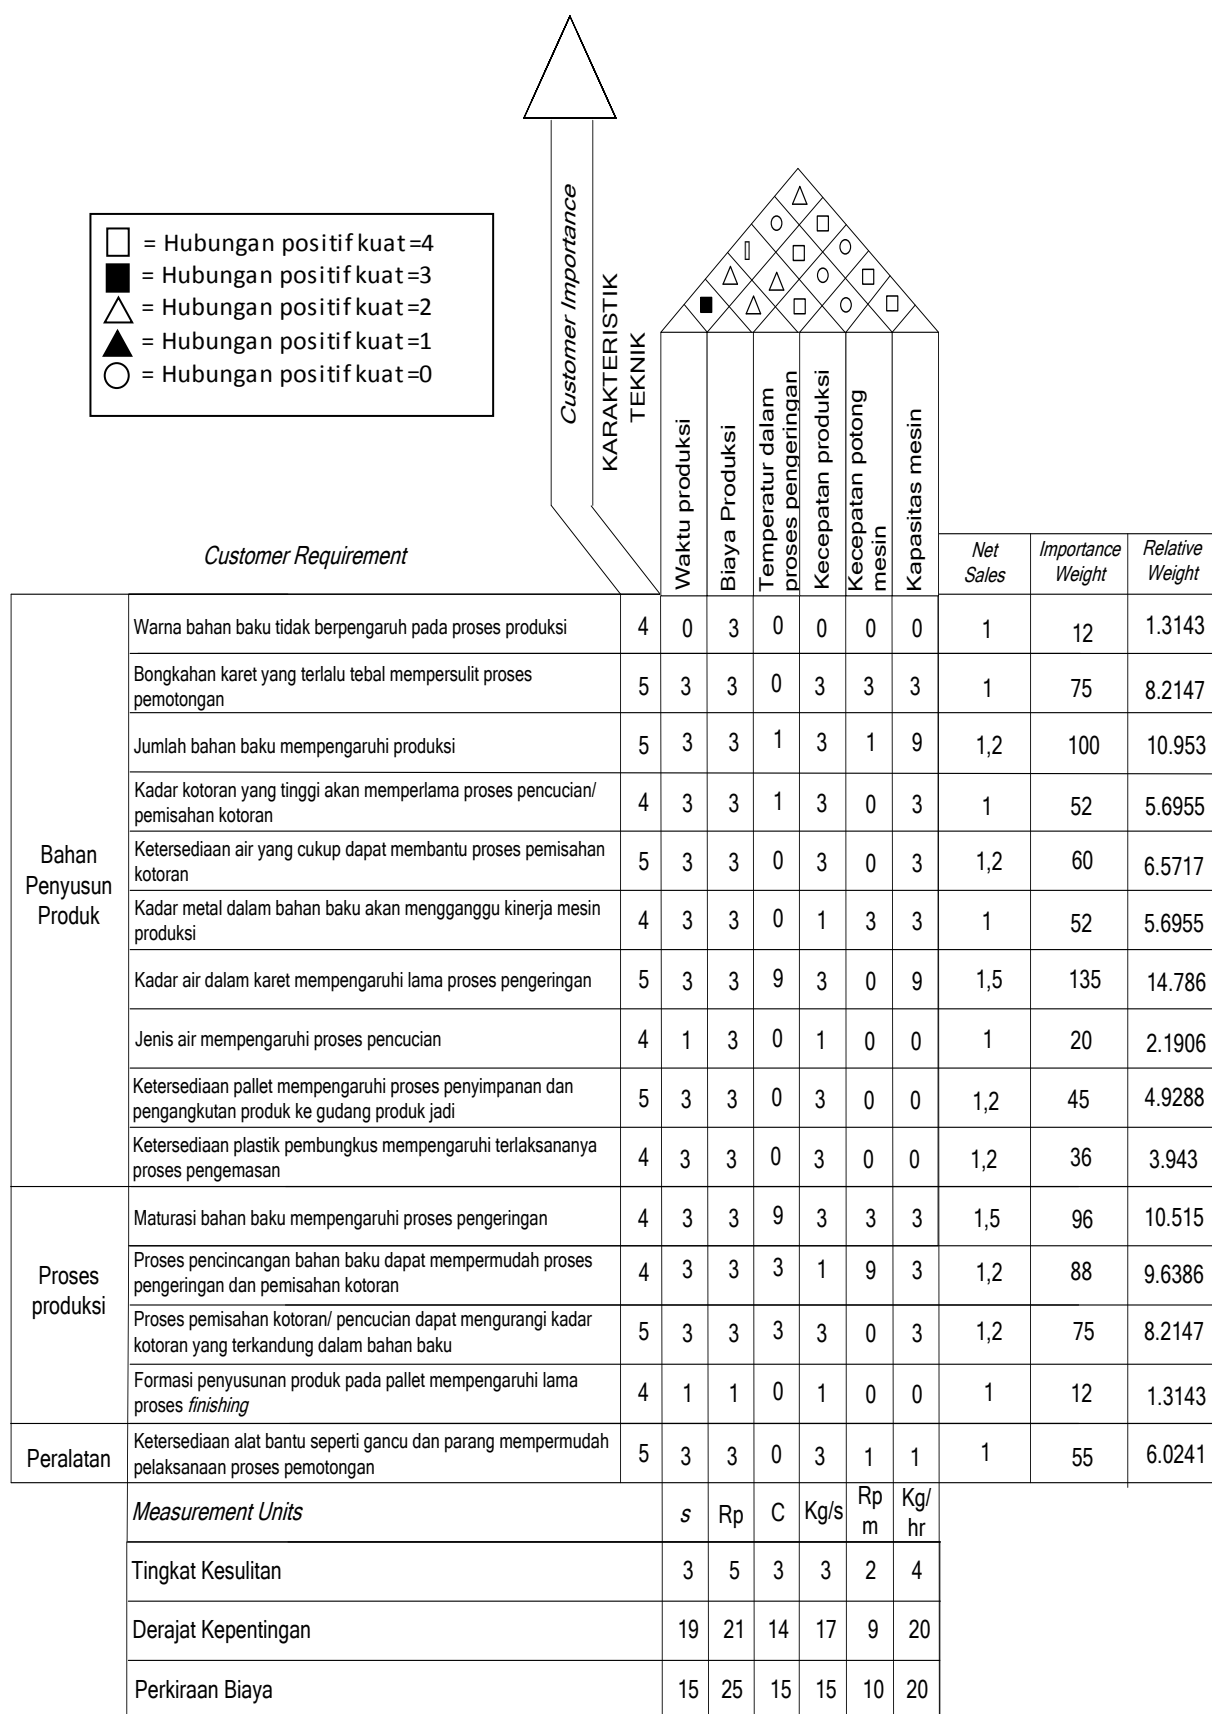 Customer Importance
KARAKTERISTIK
TEKNIK
= Hubungan positif kuat=4
= Hubungan positif kuat=3
= Hubungan positif kuat=2
= Hubungan positif kuat=1
= Hubungan positif kuat=0
Waktu produksi
Biaya Produksi
Temperatur dalam
proses pengeringan
Kecepatan produksi
Kecepatan potong
mesin
Kapasitas mesin
Customer Requirement
Net
Sales
Importance
Weight
Relative
Weight
Bahan
Penyusun
Produk
Warna bahan baku tidak berpengaruh pada proses produksi 4 0 3 0 0 0 0 1 12 1.3143
Bongkahan karet yang terlalu tebal mempersulit proses
pemotongan 5 3 3 0 3 3 3 1 75 8.2147
Jumlah bahan baku mempengaruhi produksi 5 3 3 1 3 1 9 1,2 100 10.953
Kadar kotoran yang tinggi akan memperlama proses pencucian/
pemisahan kotoran 4 3 3 1 3 0 3 1 52 5.6955
Ketersediaan air yang cukup dapat membantu proses pemisahan
kotoran 5 3 3 0 3 0 3 1,2 60 6.5717
Kadar metal dalam bahan baku akan mengganggu kinerja mesin
produksi 4 3 3 0 1 3 3 1 52 5.6955
Kadar air dalam karet mempengaruhi lama proses pengeringan 5 3 3 9 3 0 9 1,5 135 14.786
Jenis air mempengaruhi proses pencucian 4 1 3 0 1 0 0 1 20 2.1906
Ketersediaan pallet mempengaruhi proses penyimpanan dan
pengangkutan produk ke gudang produk jadi 5 3 3 0 3 0 0 1,2 45 4.9288
Ketersediaan plastik pembungkus mempengaruhi terlaksananya
proses pengemasan 4 3 3 0 3 0 0 1,2 36 3.943
Proses
produksi
Maturasi bahan baku mempengaruhi proses pengeringan 4 3 3 9 3 3 3 1,5 96 10.515
Proses pencincangan bahan baku dapat mempermudah proses
pengeringan dan pemisahan kotoran 4 3 3 3 1 9 3 1,2 88 9.6386
Proses pemisahan kotoran/ pencucian dapat mengurangi kadar
kotoran yang terkandung dalam bahan baku 5 3 3 3 3 0 3 1,2 75 8.2147
Formasi penyusunan produk pada pallet mempengaruhi lama
proses finishing 4 1 1 0 1 0 0 1 12 1.3143
Peralatan
Ketersediaan alat bantu seperti gancu dan parang mempermudah
pelaksanaan proses pemotongan 5 3 3 0 3 1 1 1 55 6.0241
Measurement Units s Rp C Kg/s Rp
m Kg/
hr
Tingkat Kesulitan 3 5 3 3 2 4
Derajat Kepentingan 19 21 14 17 9 20
Perkiraan Biaya 15 25 15 15 10 20